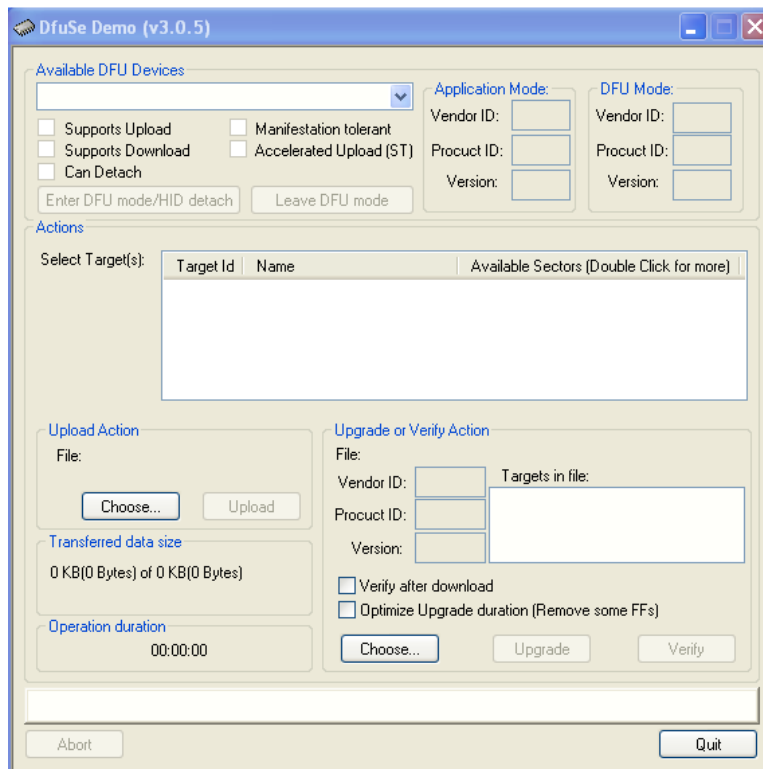 DfuSe Demo (v3.0.5)
Available DFU Devices
Supports Upload
Manifestation tolerant
Supports Download
Accelerated Upload (ST)
Can Detach
Enter DFU mode/HID detach
Leave DFU mode
Application Mode:
Vendor ID:
Procuct ID:
Version:
DFU Mode:
Vendor ID:
Procuct ID:
Version:
Actions
Select Target(s):
Target Id
Name
Available Sectors (Double Click for more)
Upload Action
File:
Choose...
Upload
Transferred data size
0 KB(0 Bytes) of 0 KB(0 Bytes)
Operation duration
00:00:00
Upgrade or Verify Action
File:
Vendor ID:
Procuct ID:
Version:
Targets in file:
Verify after download
Optimize Upgrade duration (Remove some FFs)
Choose...
Upgrade
Verify
Abort
Quit